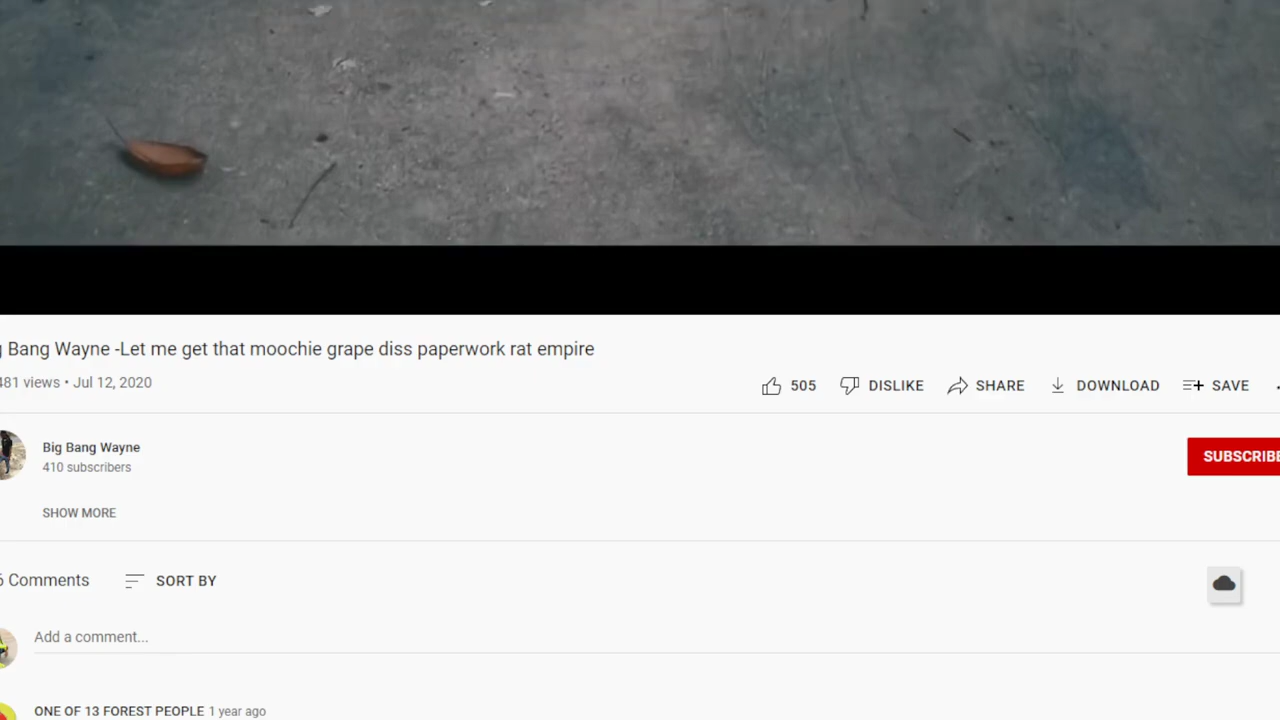 Bang Wayne -Let me get that moochie grape diss paperwork rat empire
481 views • Jul 12, 2020
505 DISLIKE SHARE DOWNLOAD SAVE
Big Bang Wayne
410 subscribers
SUBSCRIBE
SHOW MORE
Comments SORT BY
Add a comment...
ONE OF 13 FOREST PEOPLE 1 year ago